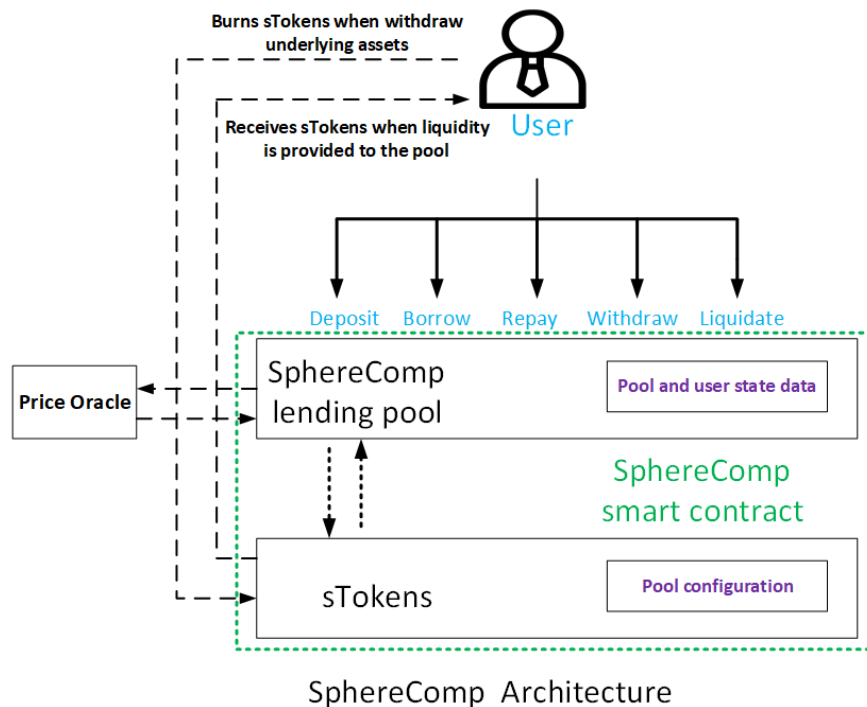 Burns sTokens when withdraw
underlying assets
User
Receives sTokens when liquidity
is provided to the pool
Deposit Borrow Repay Withdraw Liquidate
SphereComp
lending pool
Pool and user state data
Price Oracle
SphereComp
smart contract
sTokens
Pool configuration
SphereComp Architecture